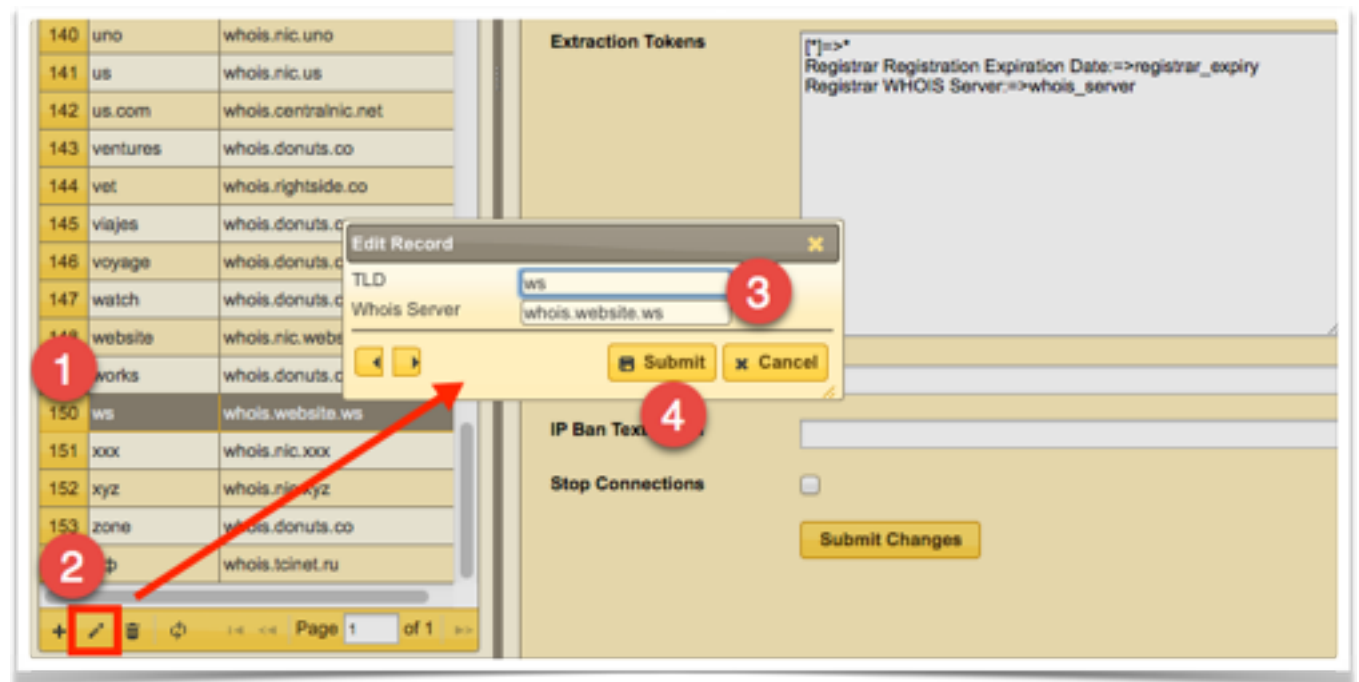 140 uno whois.nic.uno
141 us whois.nic.us
142 us.com whois.centralnic.net
143 ventures whois.donuts.co
144 vet whois.rightside.co
145 viajes whois.donuts.c
146 voyage whois.donuts.c
147 watch whois.donuts.c
148 website whois.nic.webs
1 works whois.donuts.c
150 ws whois.website.ws
151 xxx whois.nic.xxx
152 xyz whois.nic.xyz
153 zone whois.donuts.co
2 ф whois.tcinet.ru
Page 1 of 1
Edit Record
TLD ws 3
Whois Server whois.website.ws
Submit Cancel
4
Extraction Tokens
[*]=>*
Registrar Registration Expiration Date:=>registrar_expiry
Registrar WHOIS Server:=>whois_server
IP Ban Tex
Stop Connections
Submit Changes